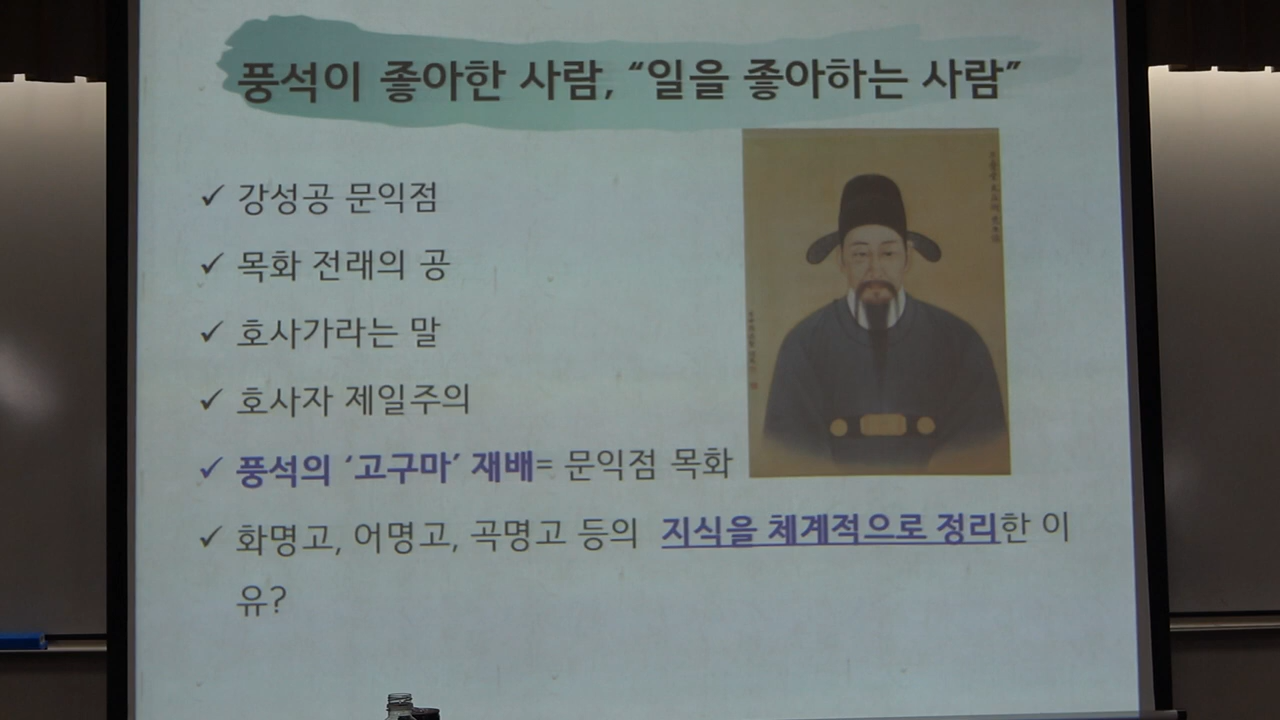 풍석이 좋아한 사람, “일을 좋아하는 사람”
✓ 강성공 문익점
✓ 목화 전래의 공
✓ 호사가라는 말
✓ 호사자 제일주의
✓ 풍석의 ‘고구마’ 재배= 문익점 목화
✓ 화명고, 어명고, 곡명고 등의 지식을 체계적으로 정리한 이
유?